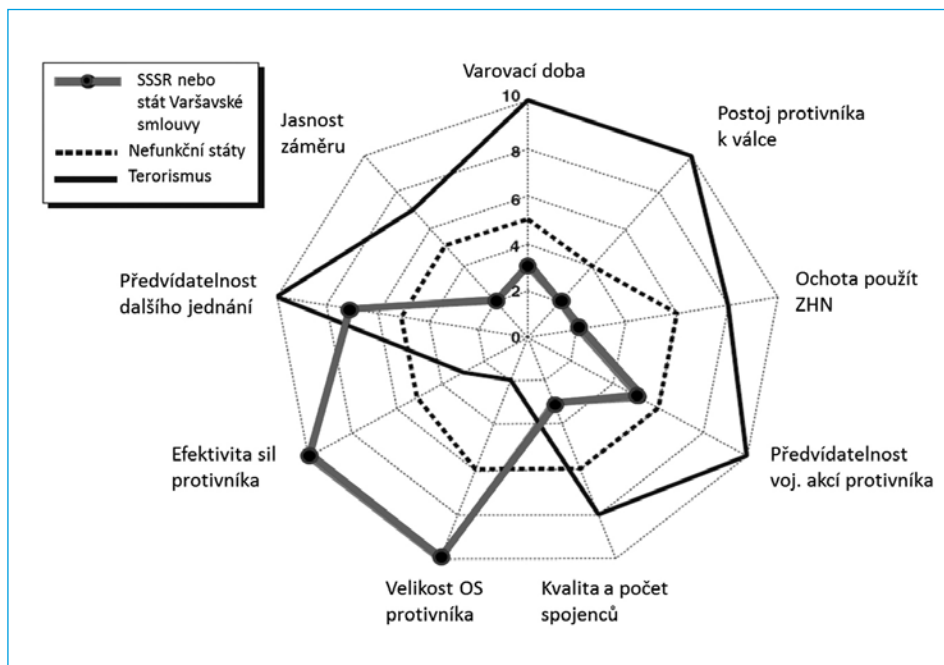 SSSR nebo
stát Varšavské
smlouvy
Nefunkční státy
Terorismus
Varovací doba
Postoj protivníka
k válce
Ochota použít
ZHN
Předvídatelnost
voj. akcí protivníka
Kvalita a počet
spojenců
Velikost OS
protivníka
Efektivita sil
protivníka
Předvídatelnost
dalšího jednání
Jasnost
záměru
10
8
6
4
2
0